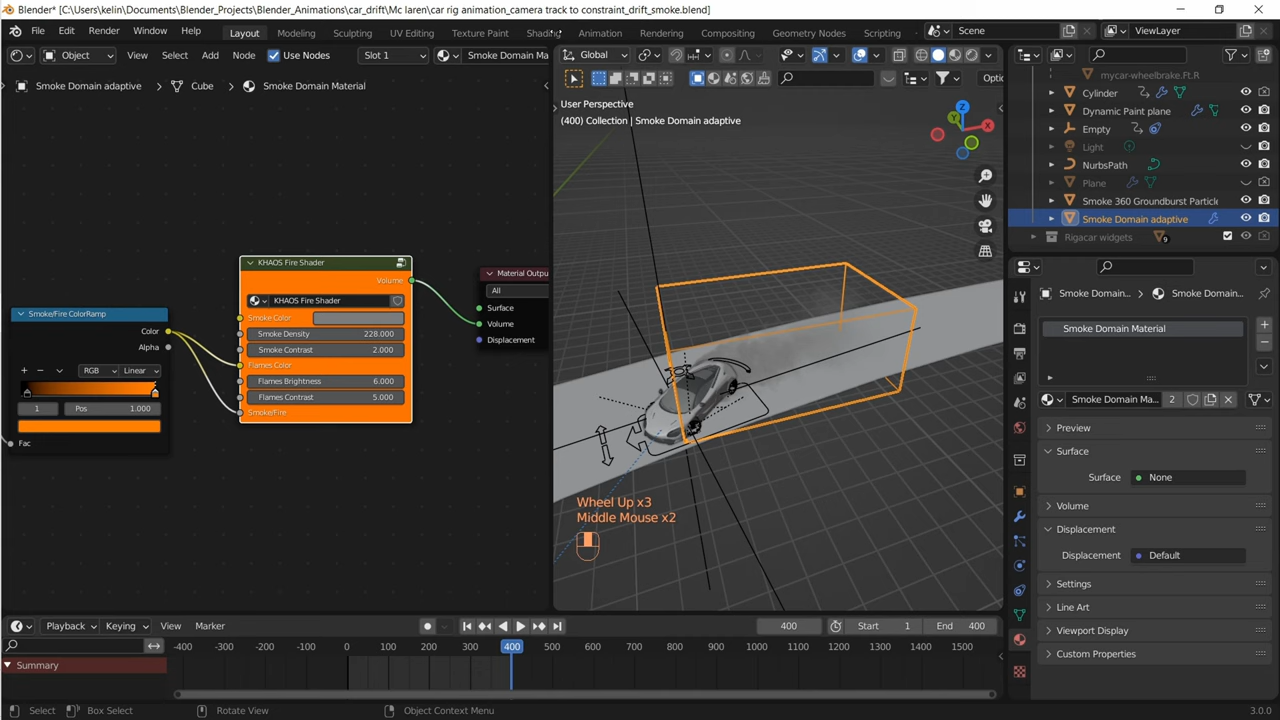 Blender* [C:\Users\kelin\Documents\Blender_Projects\Blender_Animations\car_drift\Mc laren\car rig animation_camera track to constraint_drift_smoke.blend]
File Edit Render Window Help Layout Modeling Sculpting UV Editing Texture Paint Shading Animation Rendering Compositing Geometry Nodes Scripting Scene ViewLayer
Object View Select Add Node Use Nodes Slot 1 Smoke Domain Mat Global
Opti
Smoke Domain adaptive Cube Smoke Domain Material
User Perspective
(400) Collection | Smoke Domain adaptive
Z
X
Y
mycar-wheelbrake.Ft.R
Cylinder
Dynamic Paint plane
Empty
Light
NurbsPath
Plane
Smoke 360 Groundburst Particle
Smoke Domain adaptive
Rigacar widgets 9
KHAOS Fire Shader
Volume
KHAOS Fire Shader
Smoke Color
Smoke Density 228.000
Smoke Contrast 2.000
Flames Color
Flames Brightness 6.000
Flames Contrast 5.000
Smoke/Fire
Material Outpu
All
Surface
Volume
Displacement
Smoke/Fire ColorRamp
Color
Alpha
RGB Linear
1 Pos 1.000
Fac
Wheel Up x3
Middle Mouse x2
Smoke Domain... Smoke Domain...
Smoke Domain Material
Smoke Domain Ma... 2
Preview
Surface
Surface None
Volume
Displacement
Displacement Default
Settings
Line Art
Viewport Display
Custom Properties
Playback Keying View Marker 400 Start 1 End 400
-400 -300 -200 -100 0 100 200 300 400 500 600 700 800 900 1000 1100 1200 1300 1400 1500
Summary
Select Box Select Rotate View Object Context Menu 3.0.0